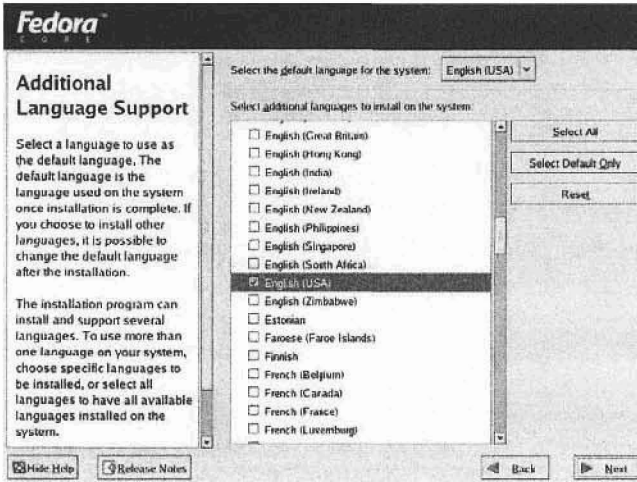 Fedora
CORE
Additional
Language Support
Select a language to use as
the default language. The
default language is the
language used on the system
once installation is complete. If
you choose to install other
languages, it is possible to
change the default language
after the installation.
The installation program can
install and support several
languages. To use more than
one language on your system,
choose specific languages to
be installed, or select all
languages to have all available
languages installed on the
system.
Select the default language for the system: English (USA)
Select additional languages to install on the system:
English (Great Britain)
English (Hong Kong)
English (India)
English (Ireland)
English (New Zealand)
English (Philippines)
English (Singapore)
English (South Africa)
English (USA)
English (Zimbabwe)
Estonian
Faroese (Faroe Islands)
Finnish
French (Belgium)
French (Canada)
French (France)
French (Luxemburg)
Select All
Select Default Only
Reset
Hide Help
Release Notes
Back
Next